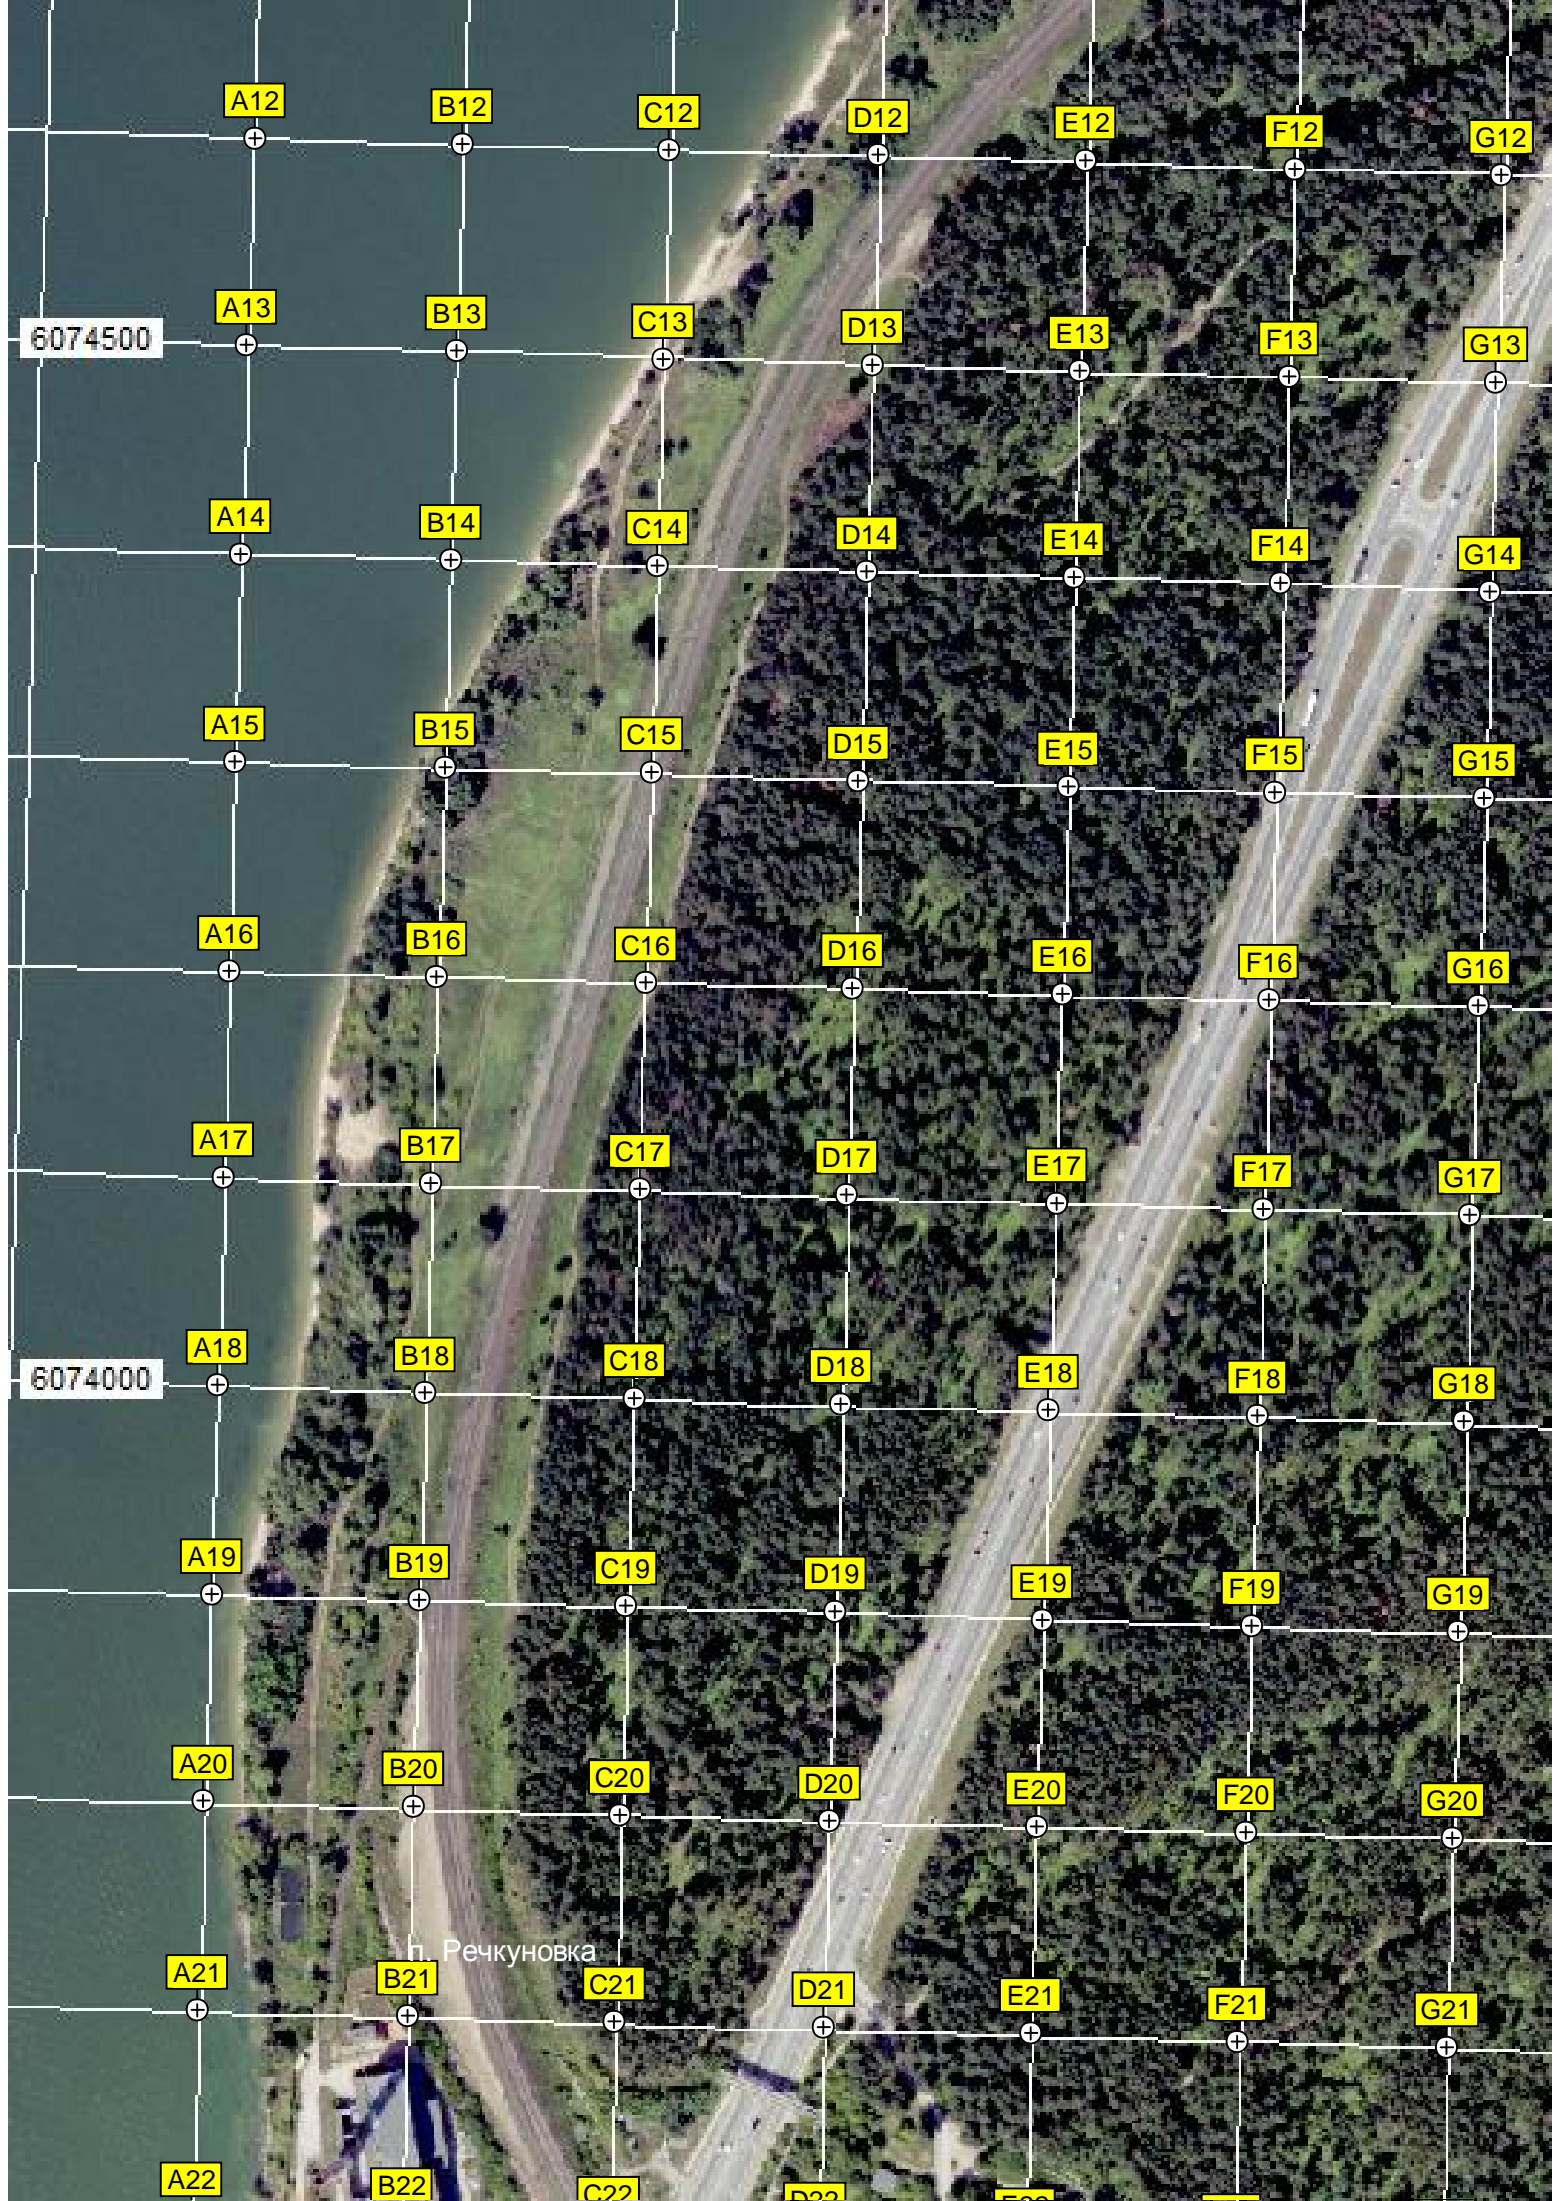 A12 B12 C12 D12 E12 F12 G12
A13 B13 C13 D13 E13 F13 G13
6074500
A14 B14 C14 D14 E14 F14 G14
A15 B15 C15 D15 E15 F15 G15
A16 B16 C16 D16 E16 F16 G16
A17 B17 C17 D17 E17 F17 G17
A18 B18 C18 D18 E18 F18 G18
6074000
A19 B19 C19 D19 E19 F19 G19
A20 B20 C20 D20 E20 F20 G20
п. Речкуновка
A21 B21 C21 D21 E21 F21 G21
A22 B22 C22 D22